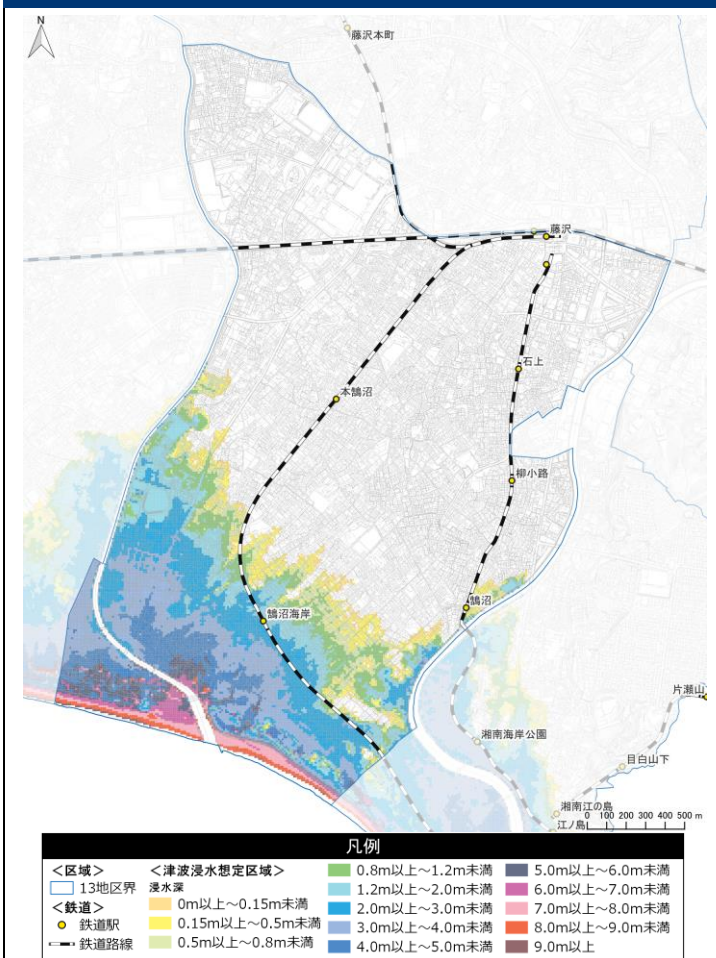 N
藤沢本町
藤沢
石上
本鵠沼
柳小路
鵠沼
鵠沼海岸
片瀬山
湘南海岸公園
目白山下
湘南江の島
江ノ島
0 100 200 300 400 500 m
凡例
<区域>
13地区界
<鉄道>
鉄道駅
鉄道路線
<津波浸水想定区域>
浸水深
0m以上～0.15m未満
0.15m以上～0.5m未満
0.5m以上～0.8m未満
0.8m以上～1.2m未満
1.2m以上～2.0m未満
2.0m以上～3.0m未満
3.0m以上～4.0m未満
4.0m以上～5.0m未満
5.0m以上～6.0m未満
6.0m以上～7.0m未満
7.0m以上～8.0m未満
8.0m以上～9.0m未満
9.0m以上